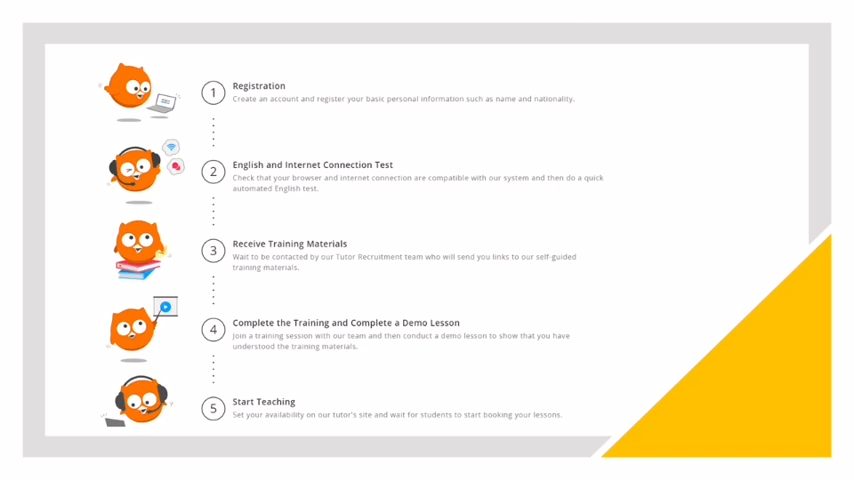 1
Registration
Create an account and register your basic personal information such as name and nationality.
2
English and Internet Connection Test
Check that your browser and internet connection are compatible with our system and then do a quick
automated English test.
3
Receive Training Materials
Wait to be contacted by our Tutor Recruitment team who will send you links to our self-guided
training materials.
4
Complete the Training and Complete a Demo Lesson
Join a training session with our team and then conduct a demo lesson to show that you have
understood the training materials.
5
Start Teaching
Set your availability on our tutor's site and wait for students to start booking your lessons.